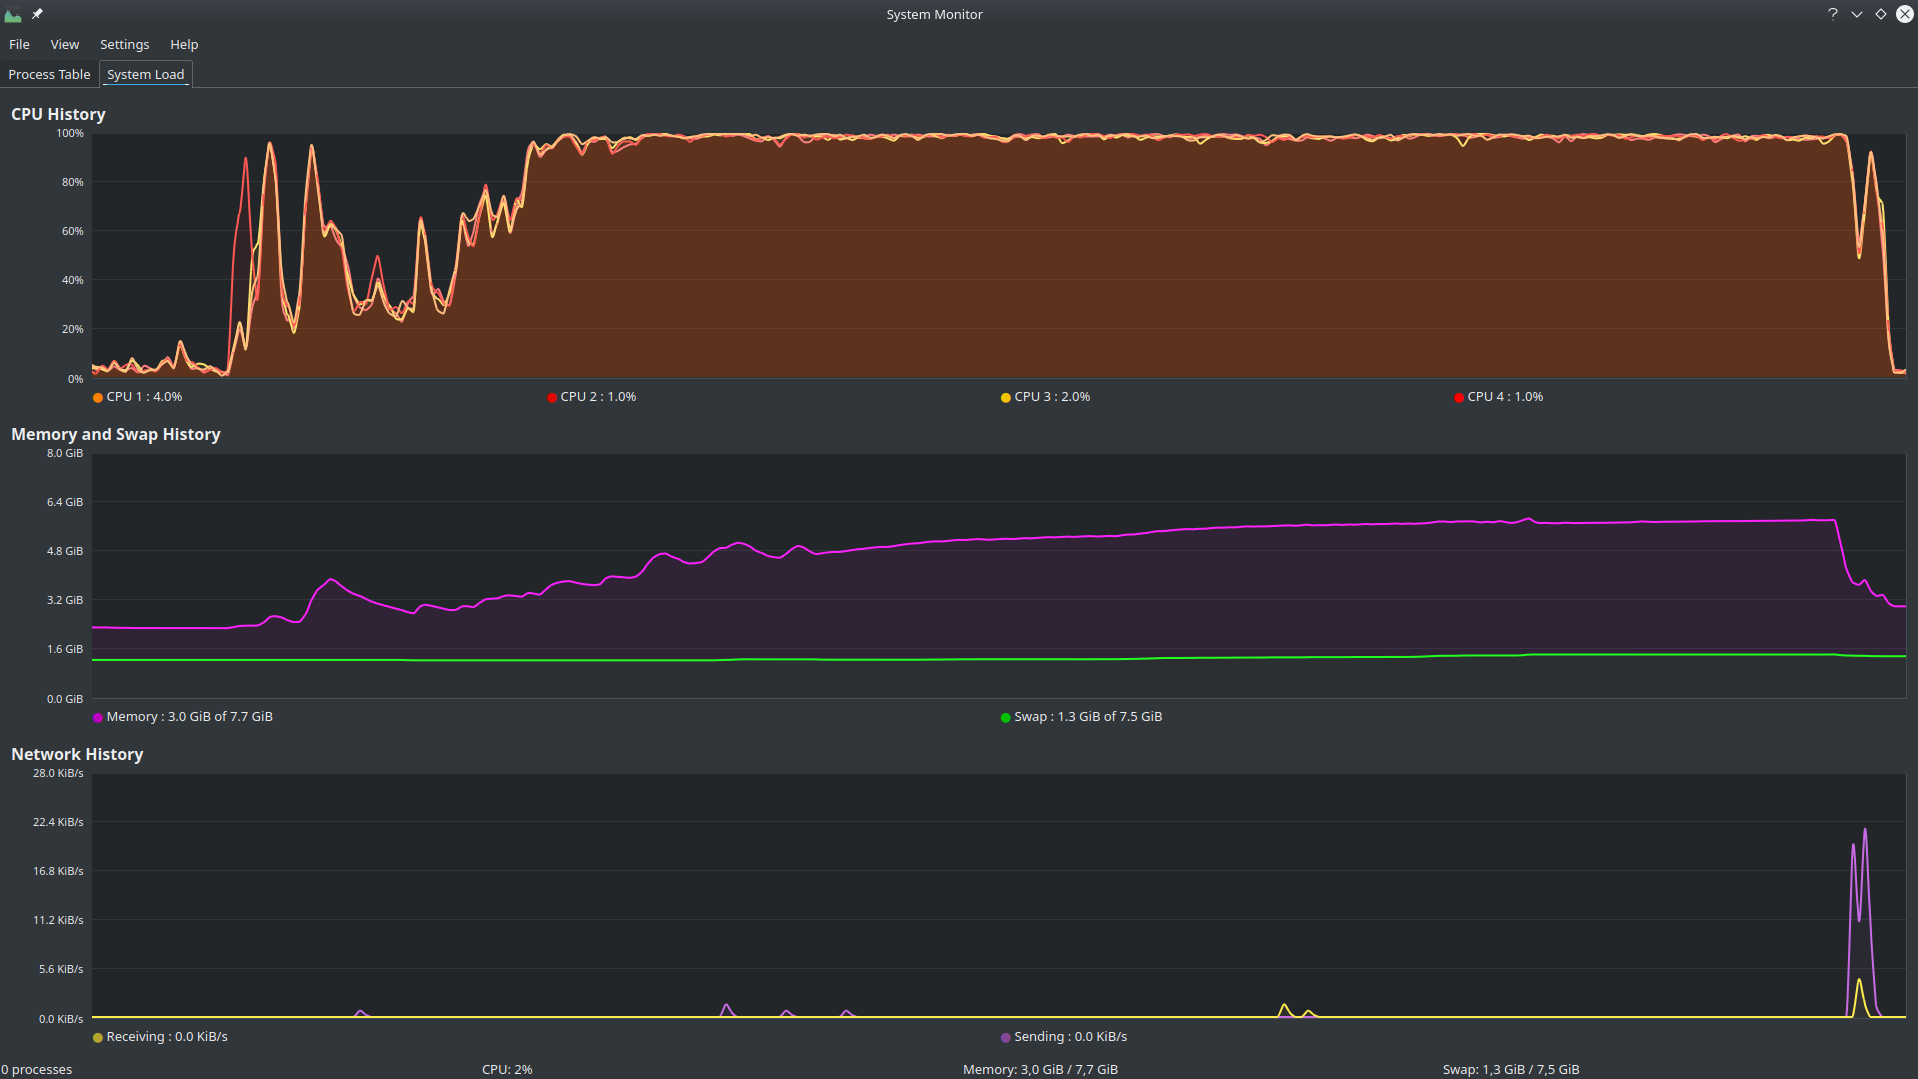 System Monitor
?
File View Settings Help
Process Table System Load
CPU History
100%
80%
60%
40%
20%
0%
CPU 1 : 4.0% CPU 2 : 1.0% CPU 3 : 2.0% CPU 4 : 1.0%
Memory and Swap History
8.0 GiB
6.4 GiB
4.8 GiB
3.2 GiB
1.6 GiB
0.0 GiB
Memory : 3.0 GiB of 7.7 GiB Swap : 1.3 GiB of 7.5 GiB
Network History
28.0 KiB/s
22.4 KiB/s
16.8 KiB/s
11.2 KiB/s
5.6 KiB/s
0.0 KiB/s
Receiving : 0.0 KiB/s Sending : 0.0 KiB/s
0 processes CPU: 2% Memory: 3,0 GiB / 7,7 GiB Swap: 1,3 GiB / 7,5 GiB